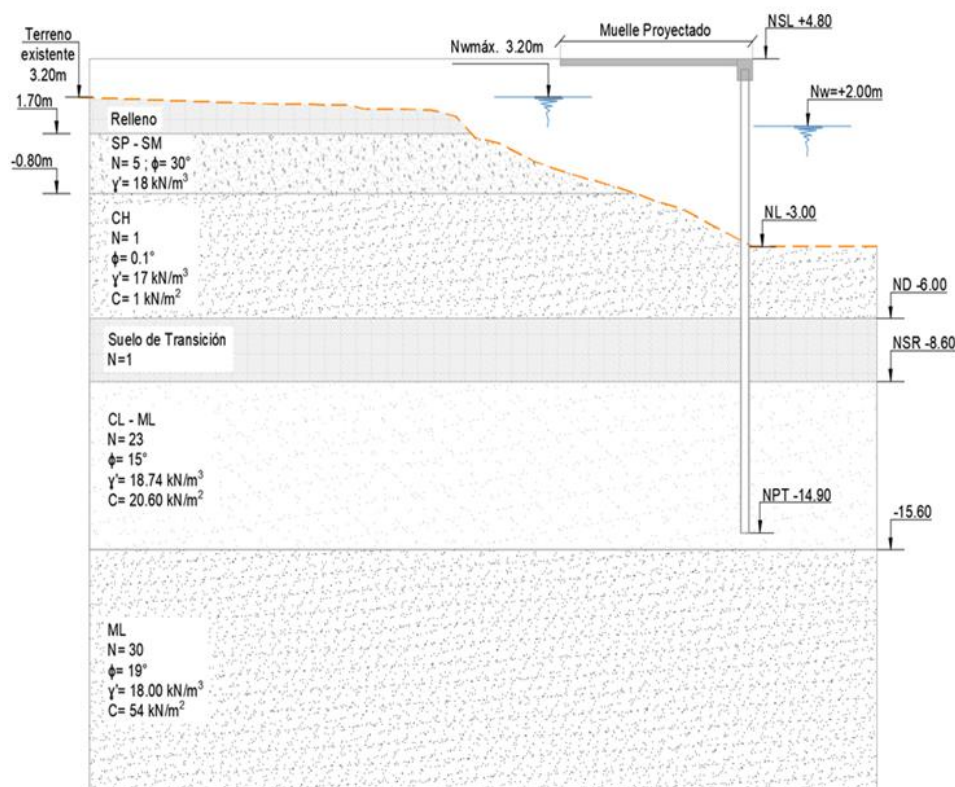 NSL +4.80
Muelle Proyectado
Terreno
existente
3.20m
Nwmáx. 3.20m
Nw=+2.00m
1.70m
Relleno
SP - SM
N= 5 ; ϕ= 30°
ɣ'= 18 kN/m³
-0.80m
CH
N= 1
ϕ= 0.1°
ɣ'= 17 kN/m³
C= 1 kN/m²
NL -3.00
ND -6.00
Suelo de Transición
N=1
NSR -8.60
CL - ML
N= 23
ϕ= 15°
ɣ'= 18.74 kN/m³
C= 20.60 kN/m²
NPT -14.90
-15.60
ML
N= 30
ϕ= 19°
ɣ'= 18.00 kN/m³
C= 54 kN/m²